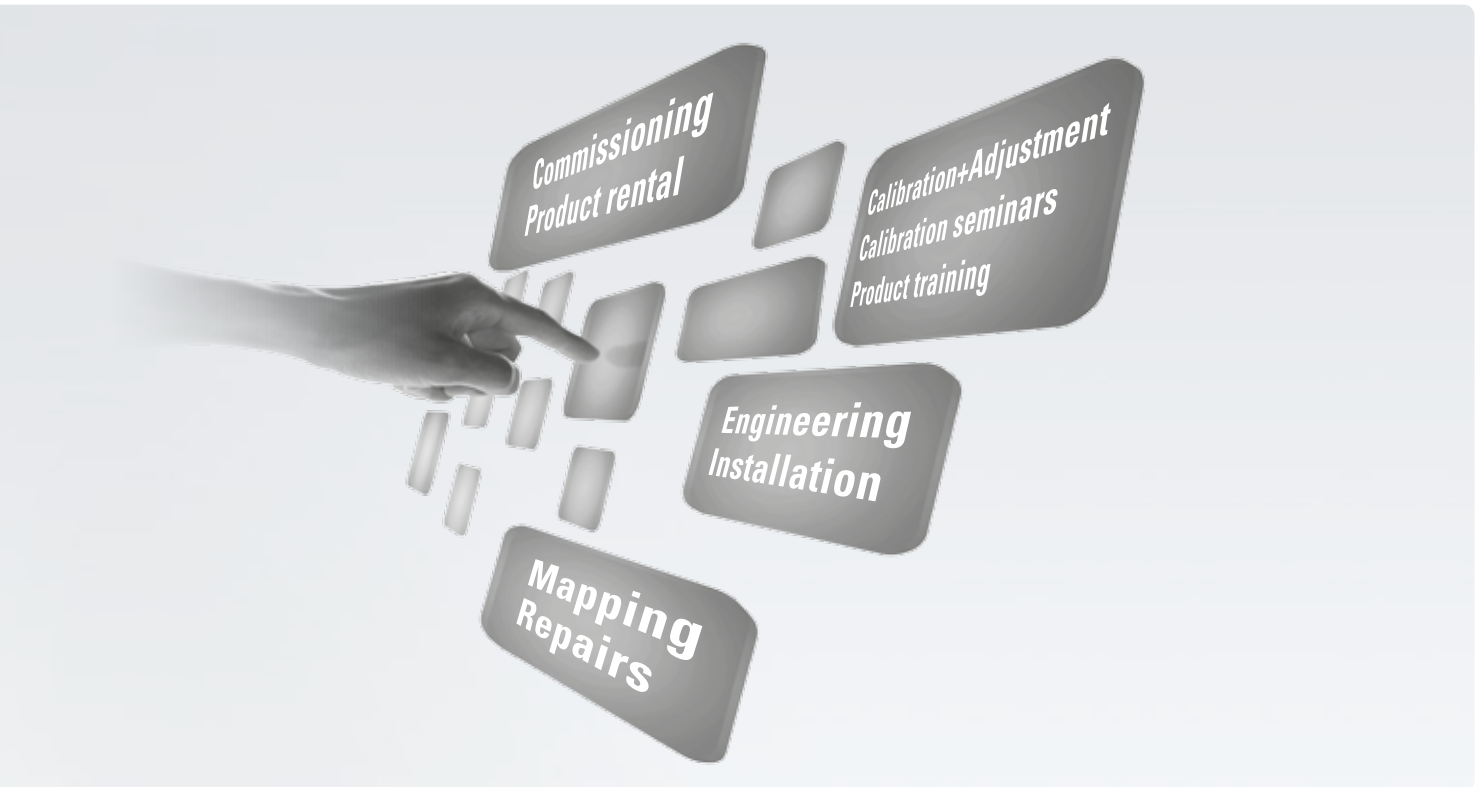 Commissioning
Product rental
Calibration+Adjustment
Calibration seminars
Product training
Engineering
Installation
Mapping
Repairs